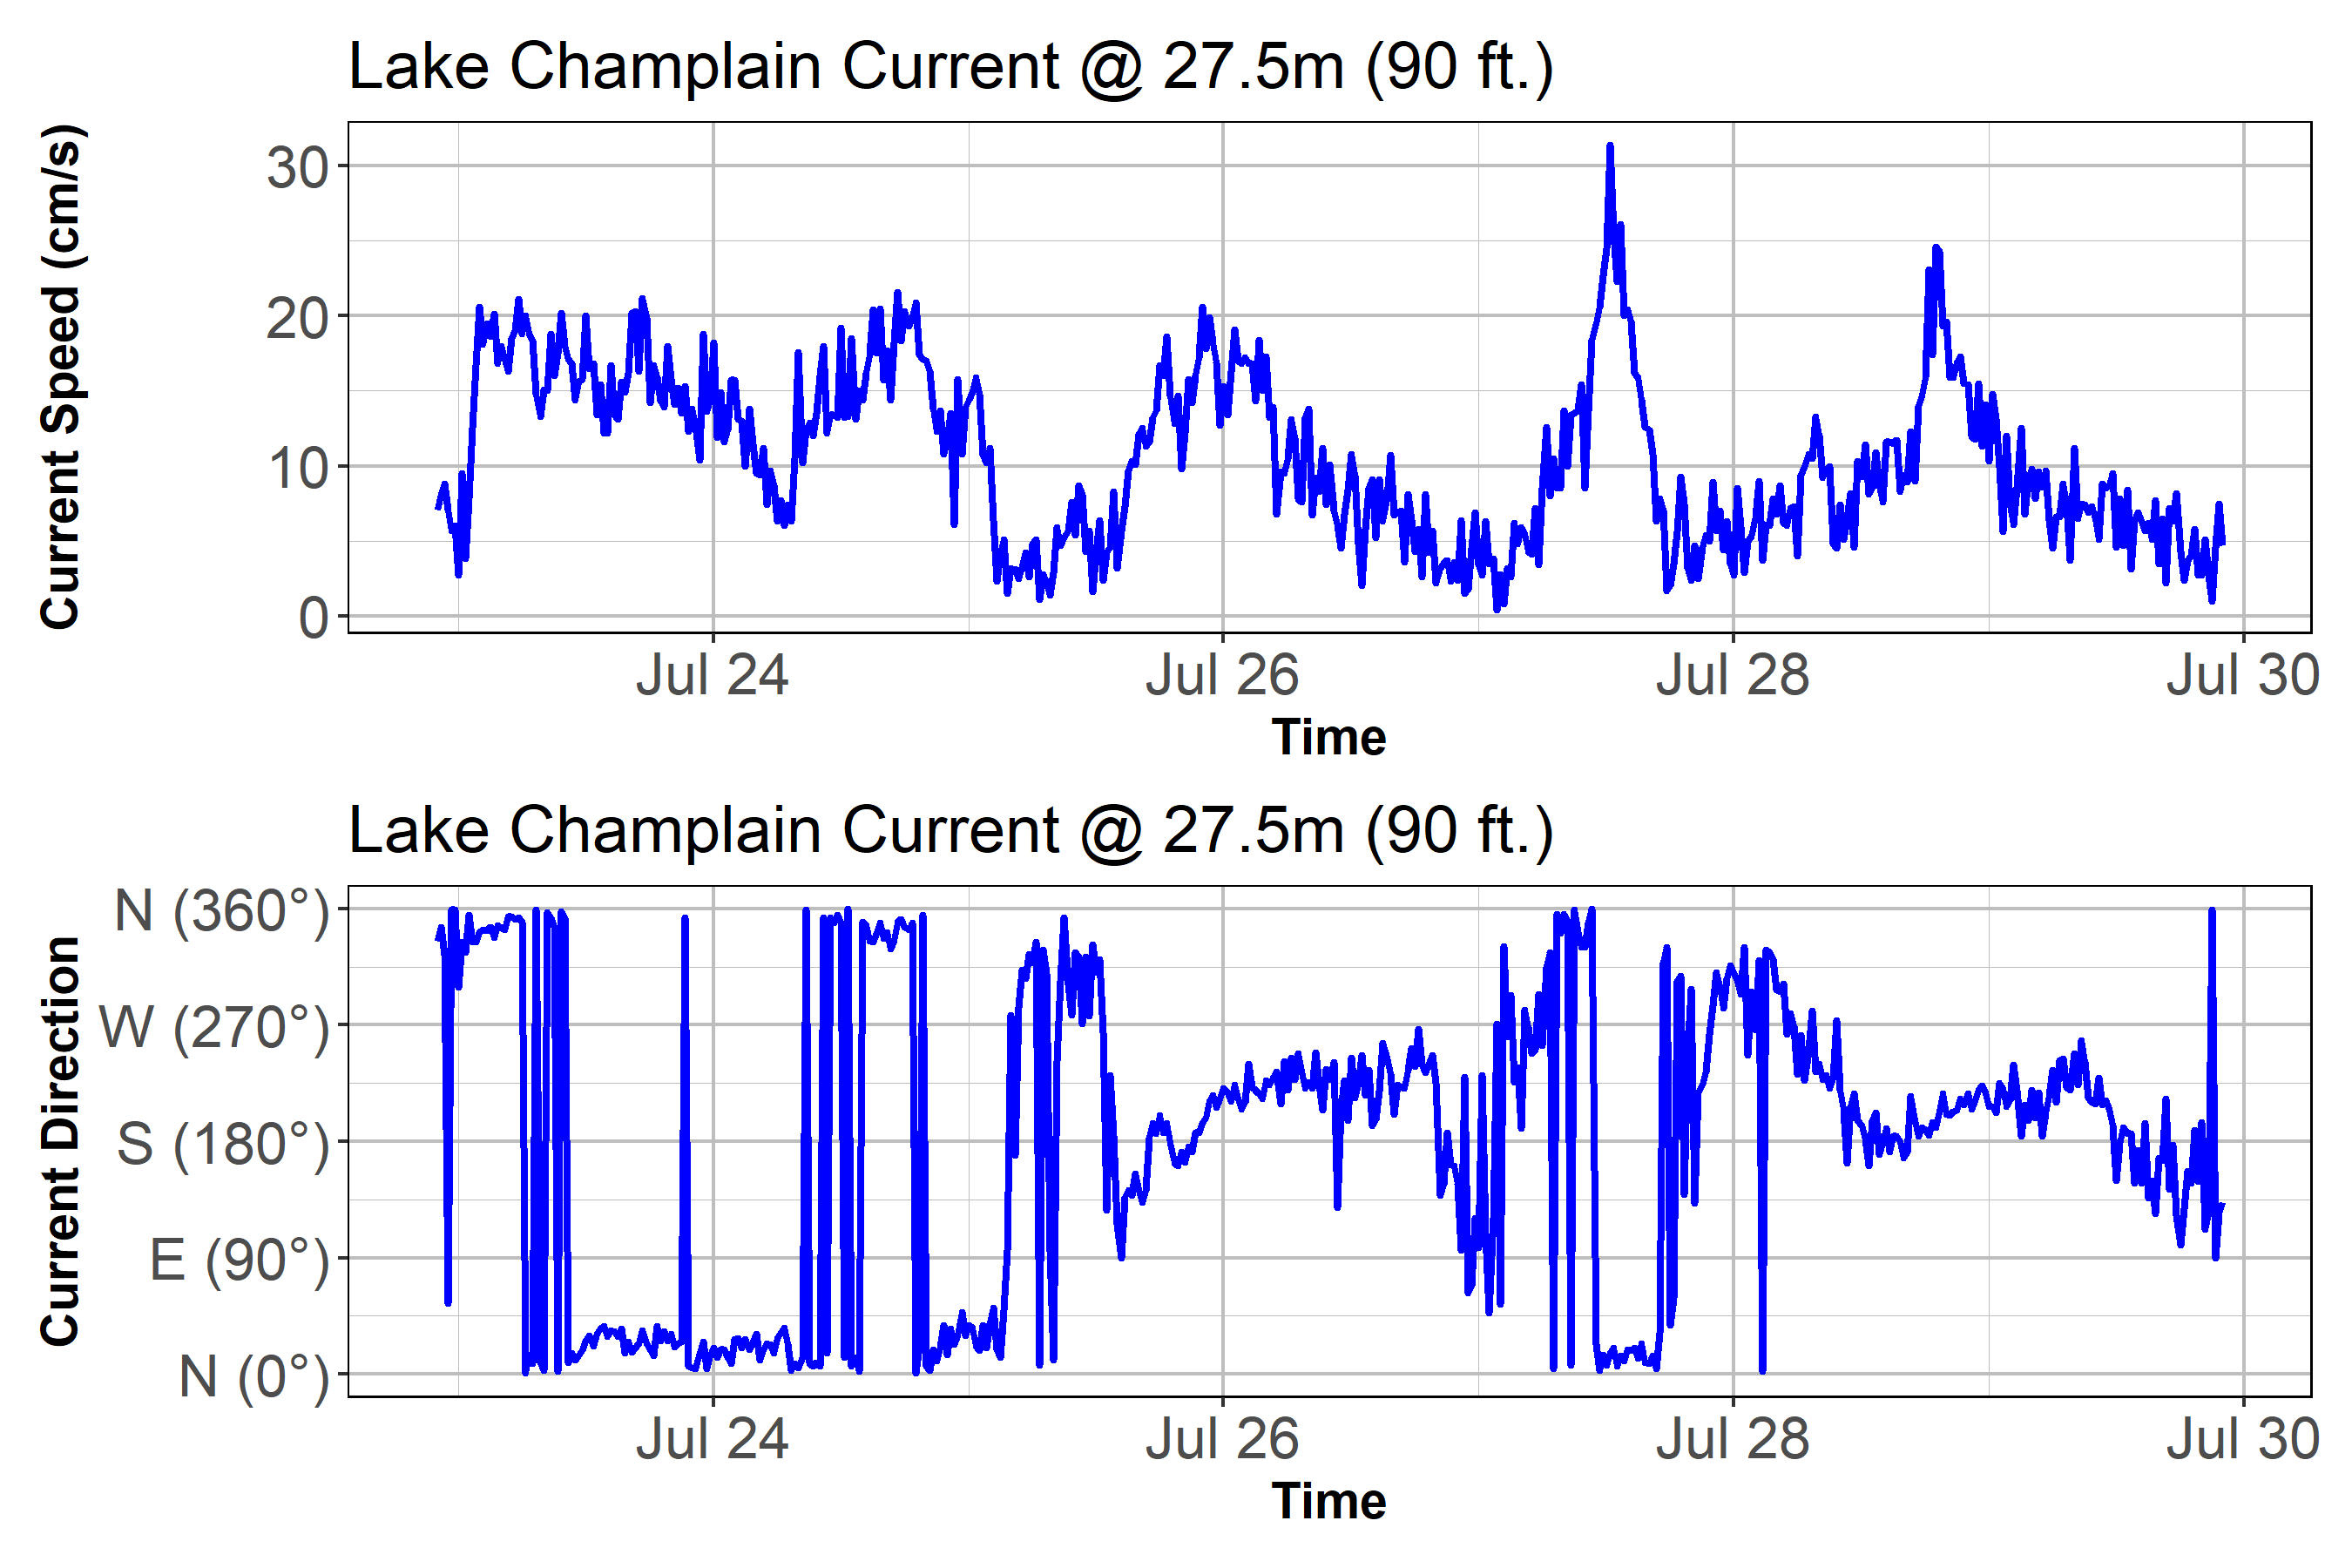 Lake Champlain Current @ 27.5m (90 ft.)
Current Speed (cm/s)
30
20
10
0
Jul 24 Jul 26 Jul 28 Jul 30
Time
Lake Champlain Current @ 27.5m (90 ft.)
Current Direction
N (360°)
W (270°)
S (180°)
E (90°)
N (0°)
Jul 24 Jul 26 Jul 28 Jul 30
Time